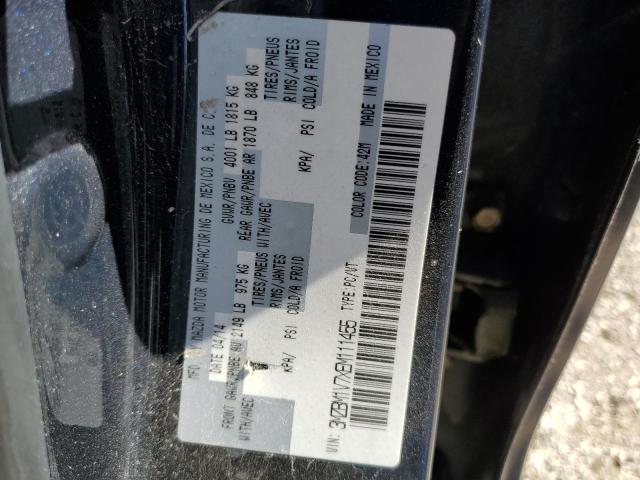 MFD BY MAZDA MOTOR MANUFACTURING DE MEXICO S.A. DE C.
DATE 04/14 GVWR/PNBV 4001 LB 1815 KG
FRONT GAWR/PNBE AV 2149 LB 975 KG REAR GAWR/PNBE AR 1870 LB 848 KG
WITH/AVEC TIRES/PNEUS WITH/AVEC TIRES/PNEUS
RIMS/JANTES RIMS/JANTES
KPA/ PSI COLD/A FROID KPA/ PSI COLD/A FROID
VIN: 3MZBM1V7XEM111455 TYPE:PC/VT COLOR CODE:42M MADE IN MEXICO